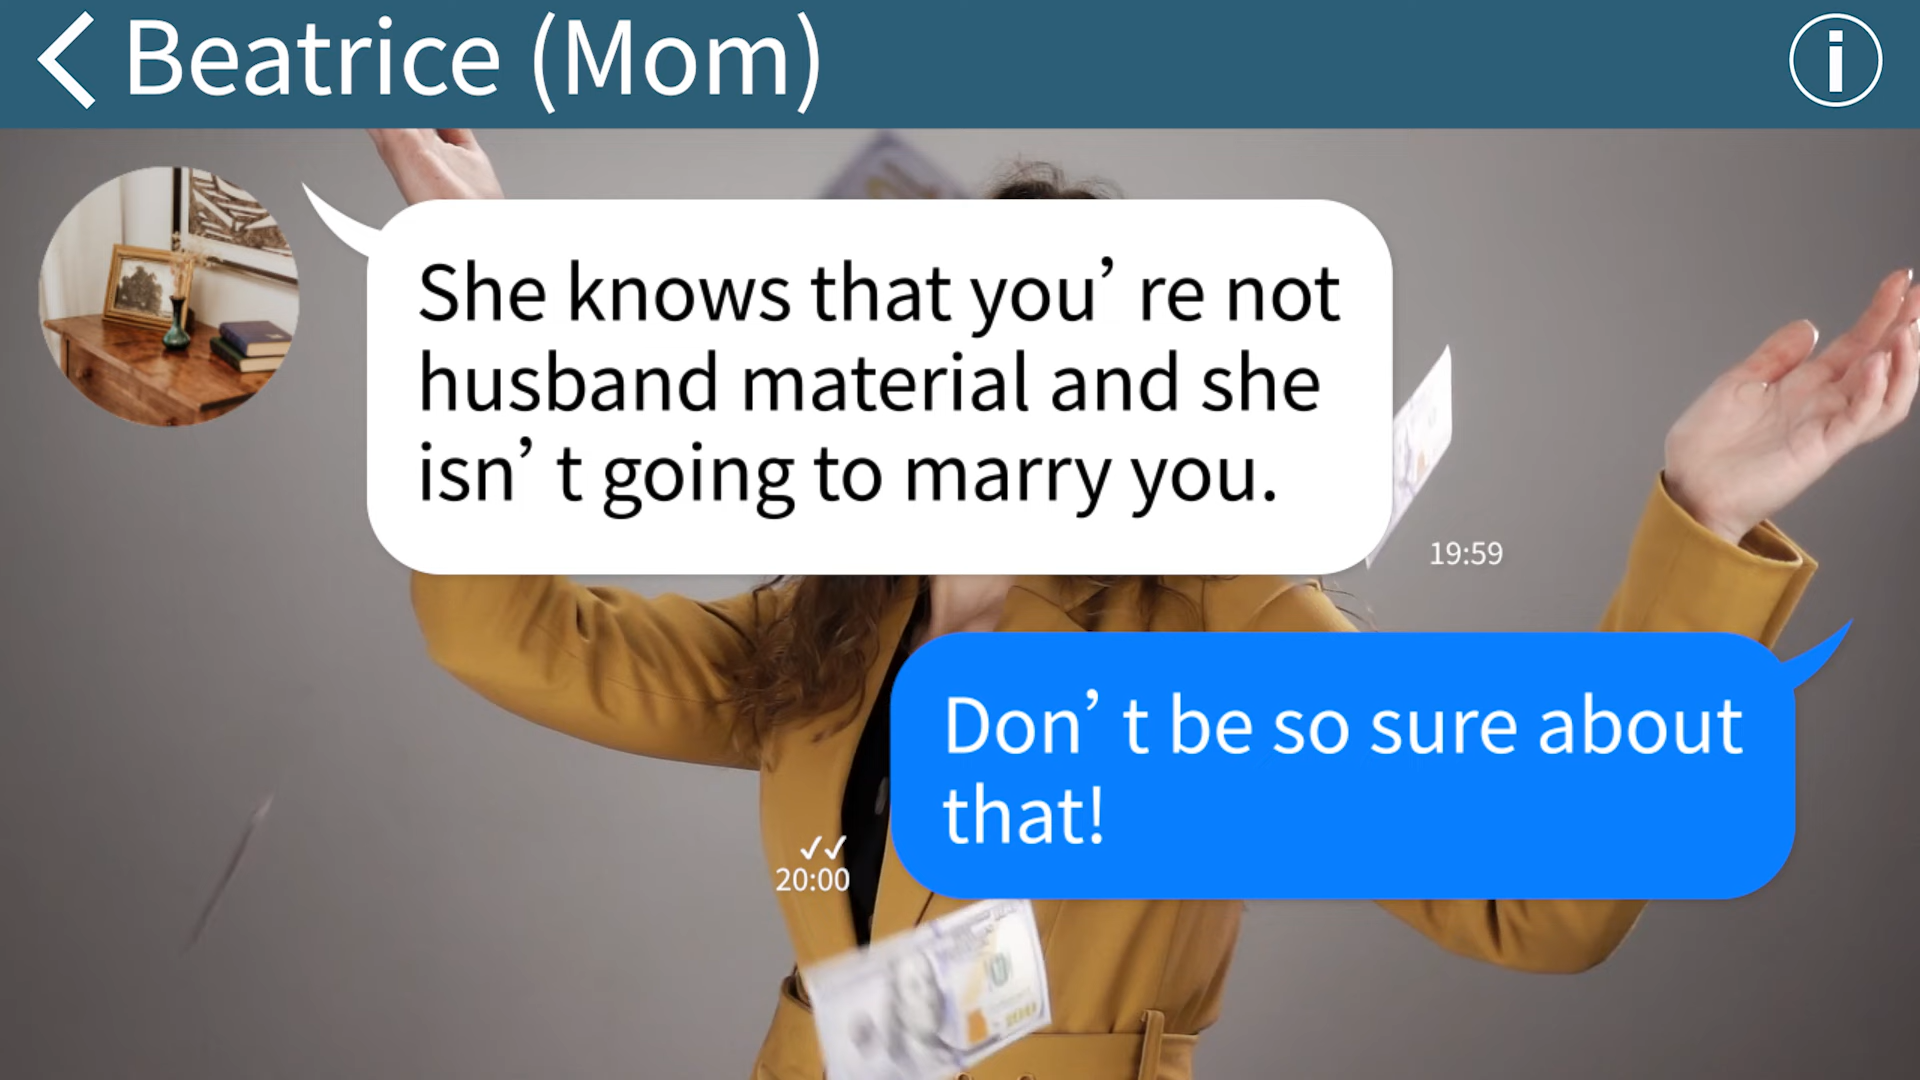 Beatrice (Mom)
She knows that you’ re not
husband material and she
isn’ t going to marry you.
19:59
Don’ t be so sure about
that!
20:00